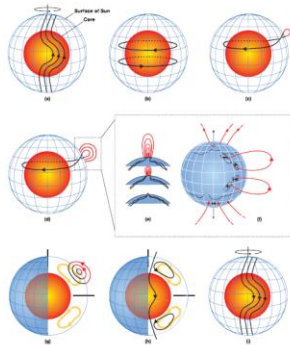 Surface of Sun
Core
(a)
(b)
(c)
(d)
(e)
(f)
(g)
(h)
(i)